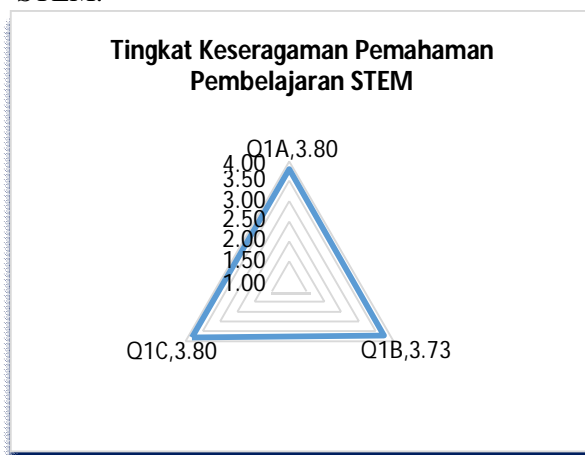 STEM.
Tingkat Keseragaman Pemahaman
Pembelajaran STEM
Q1A,3.80
4.00
3.50
3.00
2.50
2.00
1.50
1.00
Q1C,3.80
Q1B,3.73